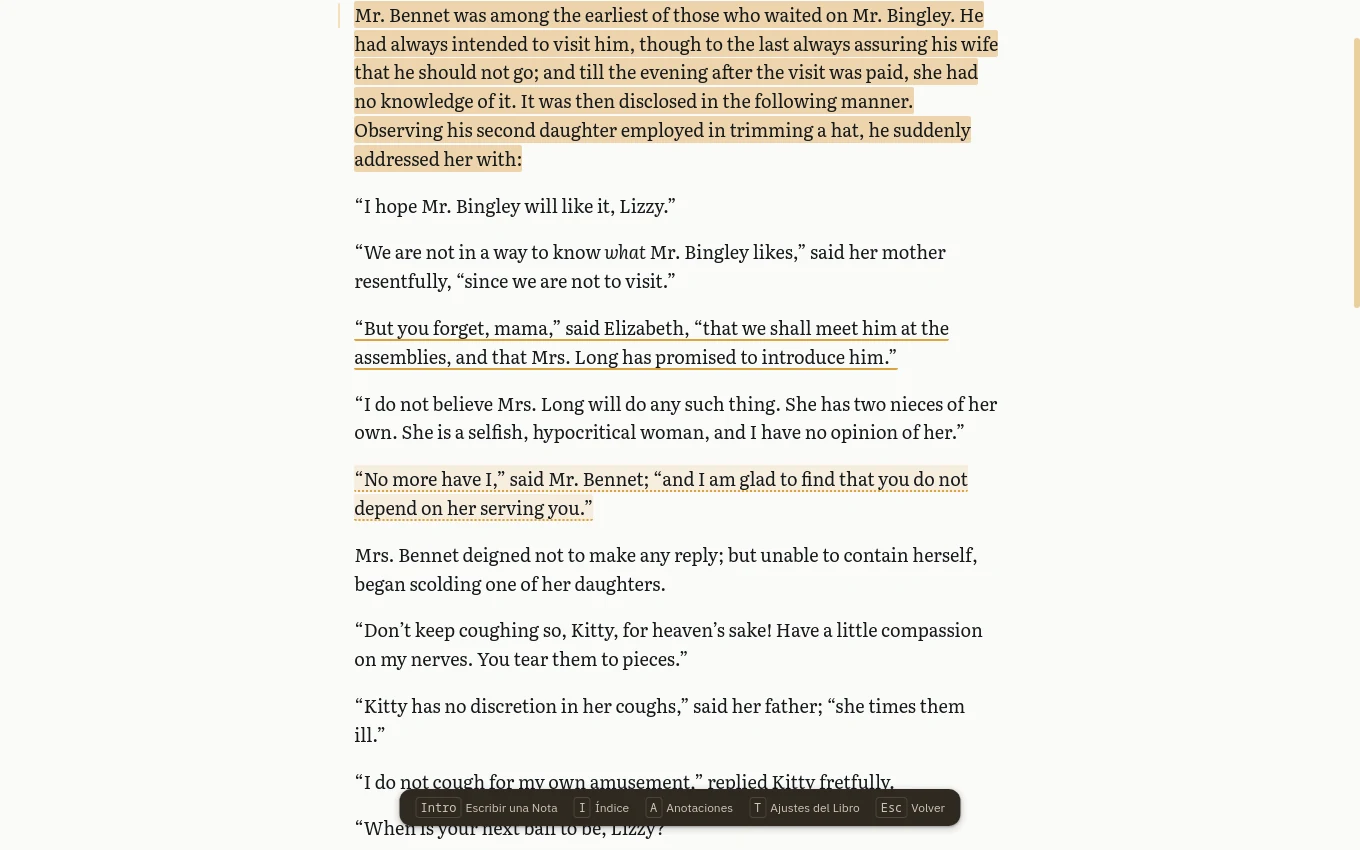 Mr. Bennet was among the earliest of those who waited on Mr. Bingley. He
had always intended to visit him, though to the last always assuring his wife
that he should not go; and till the evening after the visit was paid, she had
no knowledge of it. It was then disclosed in the following manner.
Observing his second daughter employed in trimming a hat, he suddenly
addressed her with:
“I hope Mr. Bingley will like it, Lizzy.”
“We are not in a way to know what Mr. Bingley likes,” said her mother
resentfully, “since we are not to visit.”
“But you forget, mama,” said Elizabeth, “that we shall meet him at the
assemblies, and that Mrs. Long has promised to introduce him.”
“I do not believe Mrs. Long will do any such thing. She has two nieces of her
own. She is a selfish, hypocritical woman, and I have no opinion of her.”
“No more have I,” said Mr. Bennet; “and I am glad to find that you do not
depend on her serving you.”
Mrs. Bennet deigned not to make any reply; but unable to contain herself,
began scolding one of her daughters.
“Don’t keep coughing so, Kitty, for heaven’s sake! Have a little compassion
on my nerves. You tear them to pieces.”
“Kitty has no discretion in her coughs,” said her father; “she times them
ill.”
“I do not cough for my own amusement,” replied Kitty fretfully.
Intro Escribir una Nota I Índice A Anotaciones T Ajustes del Libro Esc Volver
“When is your next ball to be, Lizzy?